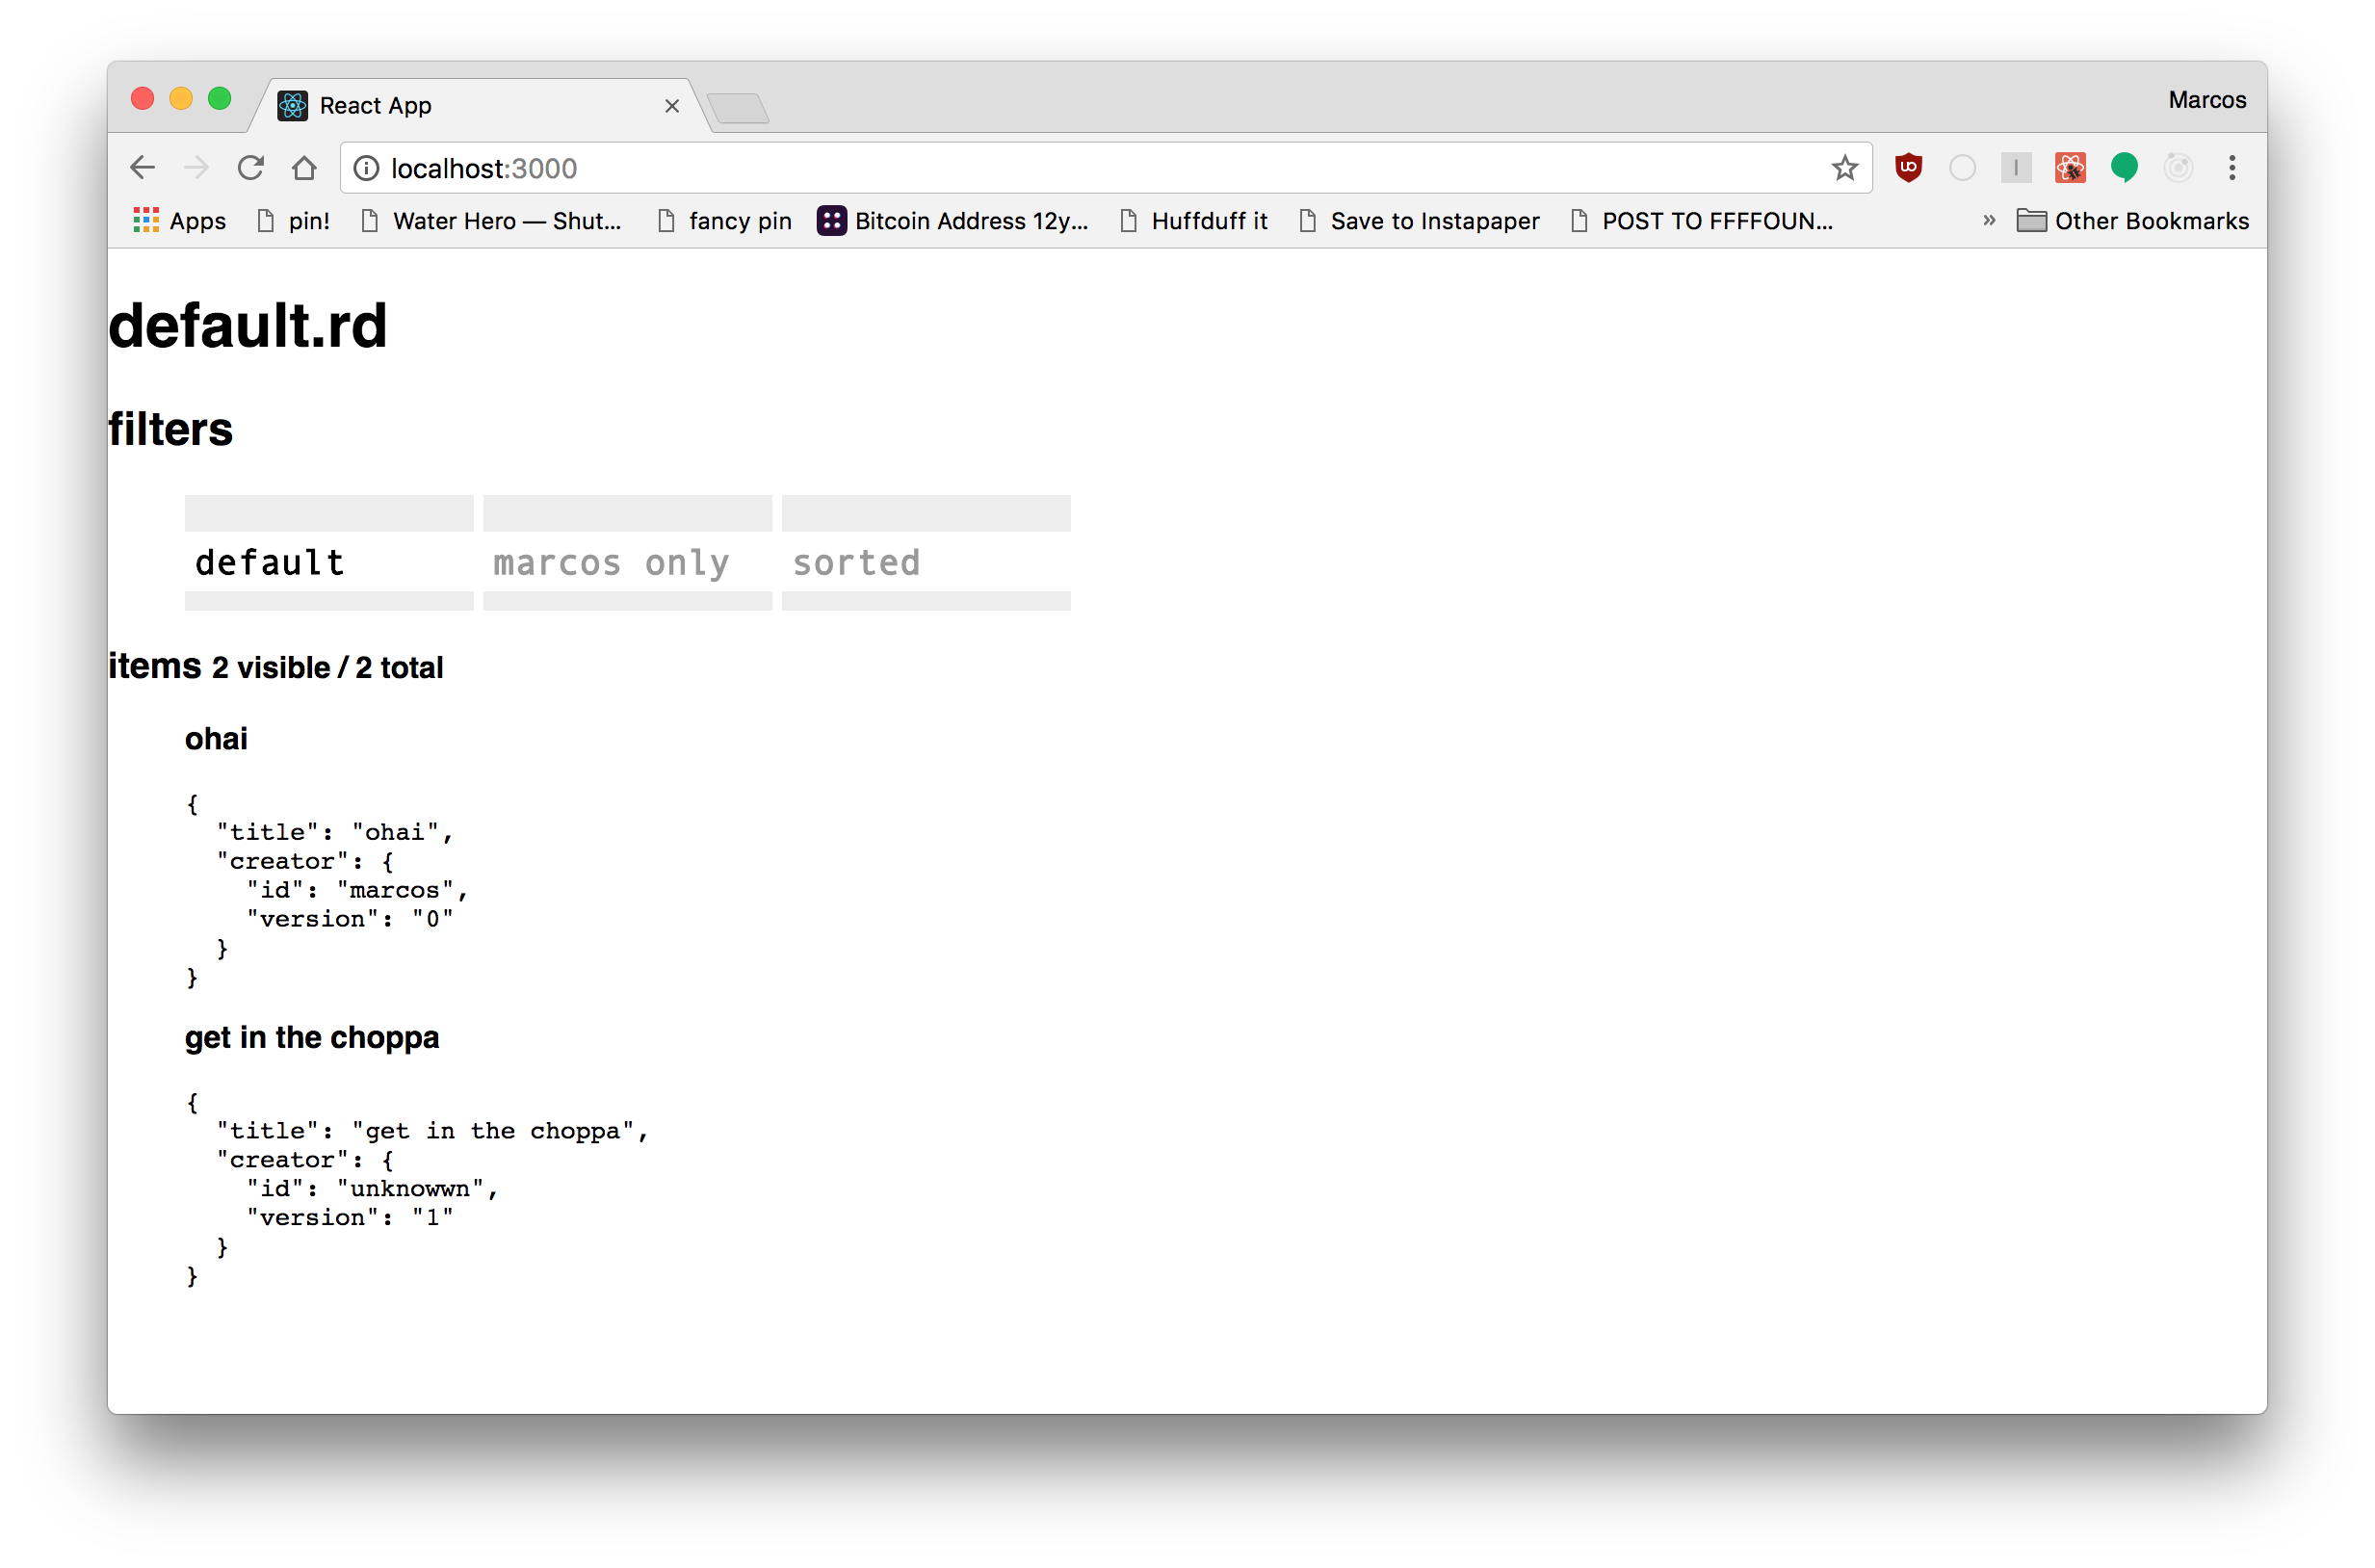 React App
Marcos
localhost:3000
Apps pin! Water Hero — Shut... fancy pin Bitcoin Address 12y... Huffduff it Save to Instapaper POST TO FFFFOUN... » Other Bookmarks
default.rd
filters
default marcos only sorted
items 2 visible / 2 total
ohai
{
  "title": "ohai",
  "creator": {
    "id": "marcos",
    "version": "0"
  }
}
get in the choppa
{
  "title": "get in the choppa",
  "creator": {
    "id": "unknowwn",
    "version": "1"
  }
}